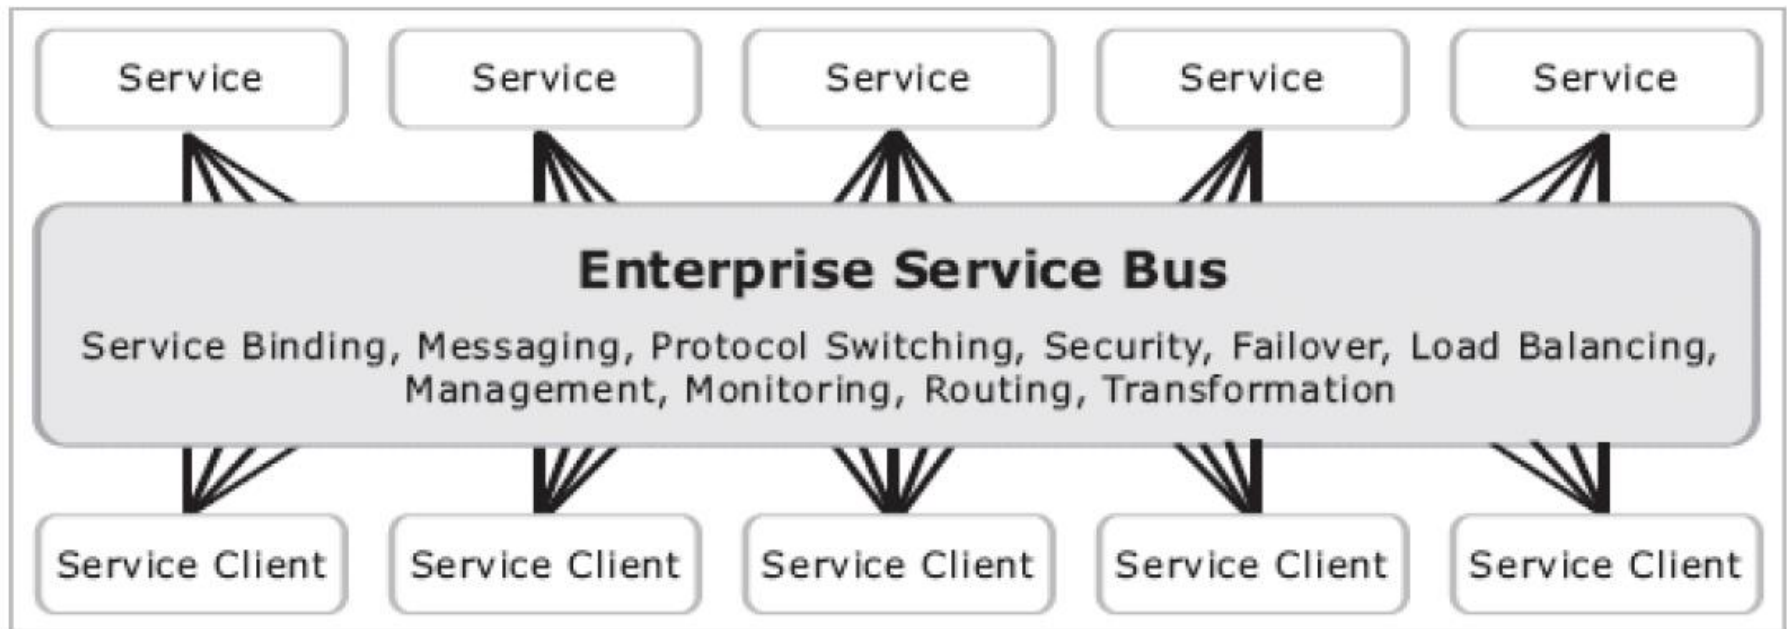 Service
Service
Service
Service
Service
Enterprise Service Bus
Service Binding, Messaging, Protocol Switching, Security, Failover, Load Balancing,
Management, Monitoring, Routing, Transformation
Service Client
Service Client
Service Client
Service Client
Service Client